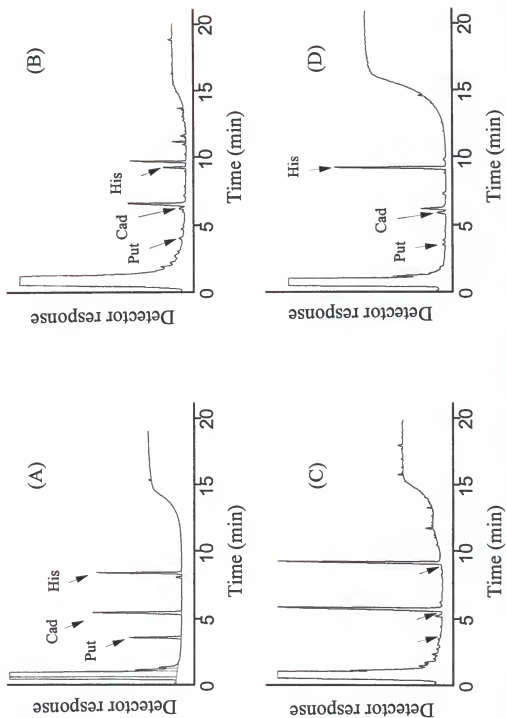 (A)
His
Cad
Put
Detector response
0 5 10 15 20
Time (min)
(B)
His
Cad
Put
Detector response
0 5 10 15 20
Time (min)
(C)
Detector response
0 5 10 15 20
Time (min)
(D)
His
Cad
Put
Detector response
0 5 10 15 20
Time (min)